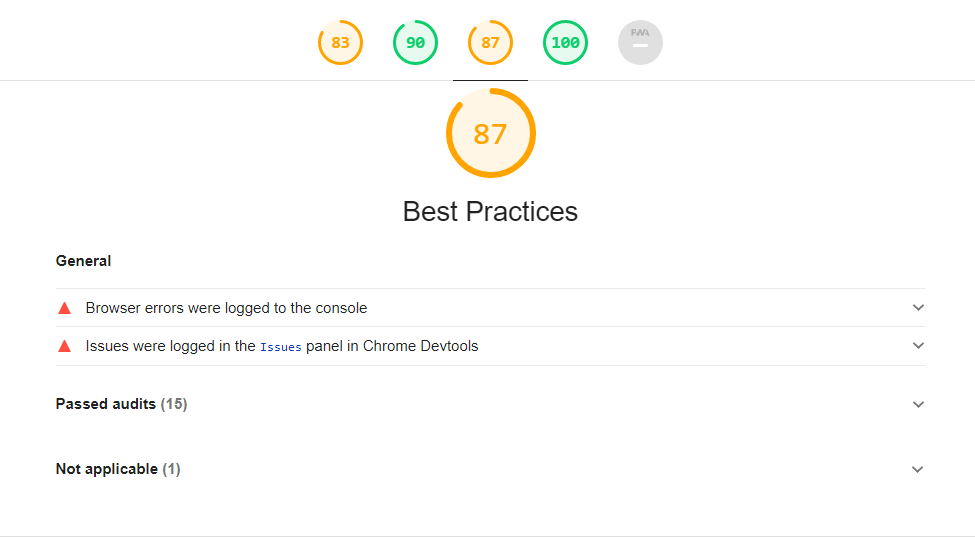 83 90 87 100 PWA
87
Best Practices
General
Browser errors were logged to the console
Issues were logged in the Issues panel in Chrome Devtools
Passed audits (15)
Not applicable (1)